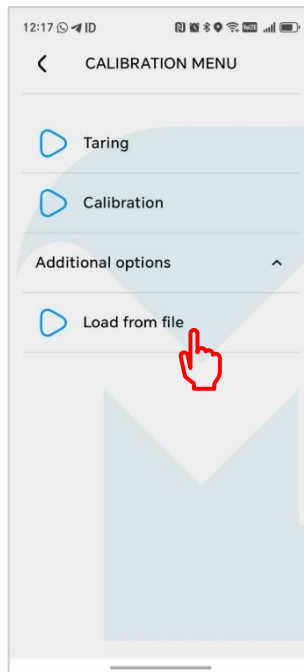 12:17 ID
CALIBRATION MENU
Taring
Calibration
Additional options
Load from file